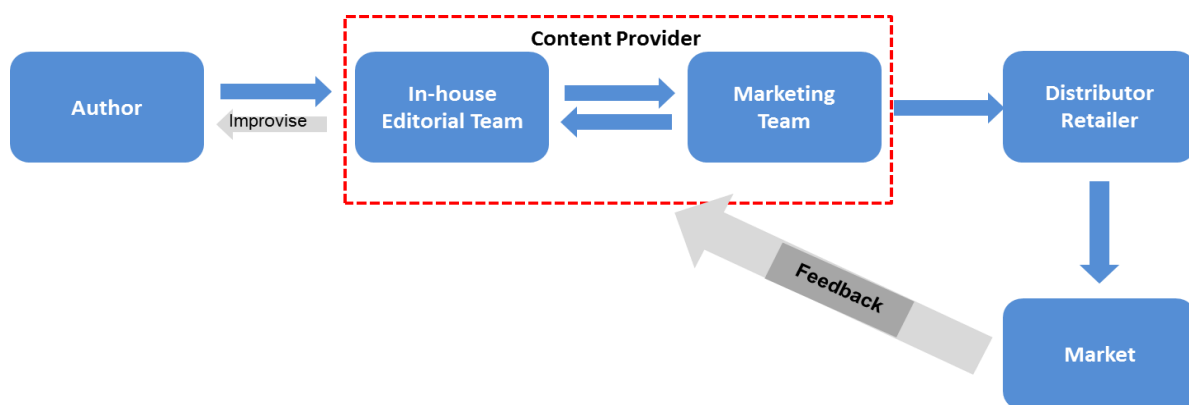 Content Provider
Author
Improvise
In-house
Editorial Team
Marketing
Team
Distributor
Retailer
Feedback
Market